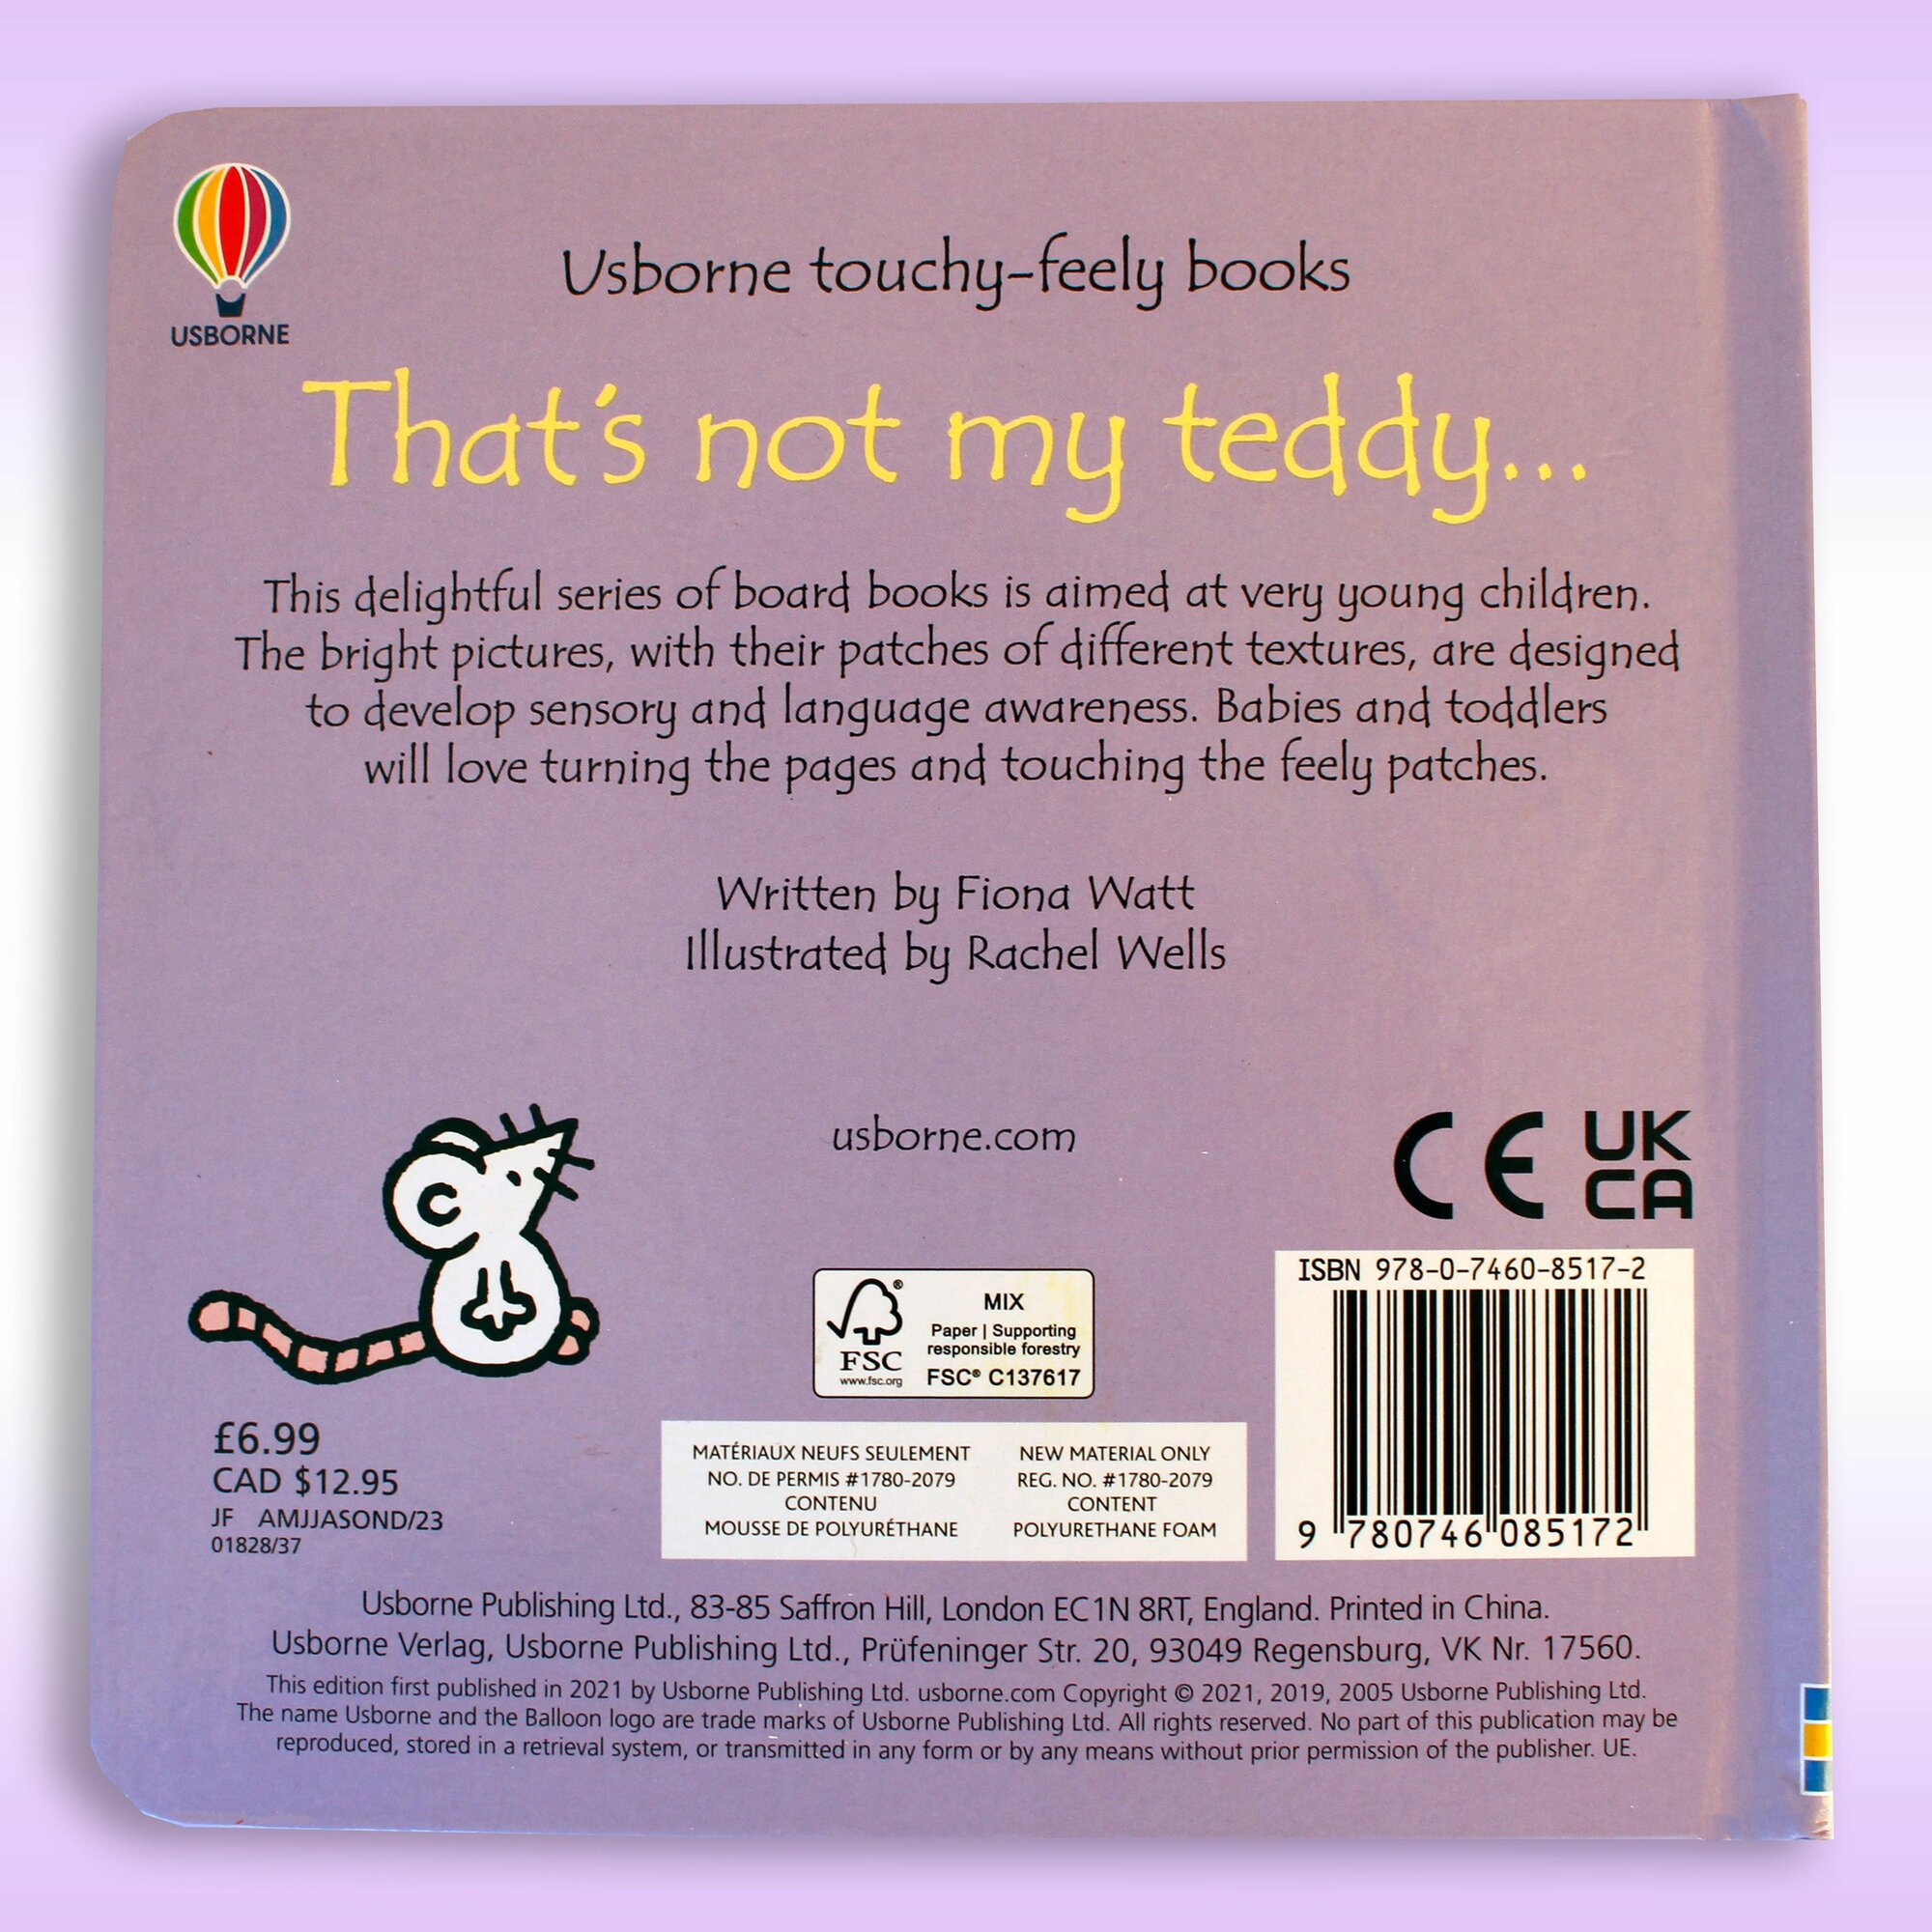 USBORNE
Usborne touchy-feely books
That's not my teddy...
This delightful series of board books is aimed at very young children.
The bright pictures, with their patches of different textures, are designed
to develop sensory and language awareness. Babies and toddlers
will love turning the pages and touching the feely patches.
Written by Fiona Watt
Illustrated by Rachel Wells
usborne.com
CE
UK
CA
FSC®
www.fsc.org
MIX
Paper | Supporting
responsible forestry
FSC® C137617
ISBN 978-0-7460-8517-2
9 780746 085172
£6.99
CAD $12.95
JF AMJJASOND/23
01828/37
MATÉRIAUX NEUFS SEULEMENT
NO. DE PERMIS #1780-2079
CONTENU
MOUSSE DE POLYURÉTHANE
NEW MATERIAL ONLY
REG. NO. #1780-2079
CONTENT
POLYURETHANE FOAM
Usborne Publishing Ltd., 83-85 Saffron Hill, London EC1N 8RT, England. Printed in China.
Usborne Verlag, Usborne Publishing Ltd., Prüfeninger Str. 20, 93049 Regensburg, VK Nr. 17560.
This edition first published in 2021 by Usborne Publishing Ltd. usborne.com Copyright © 2021, 2019, 2005 Usborne Publishing Ltd.
The name Usborne and the Balloon logo are trade marks of Usborne Publishing Ltd. All rights reserved. No part of this publication may be
reproduced, stored in a retrieval system, or transmitted in any form or by any means without prior permission of the publisher. UE.